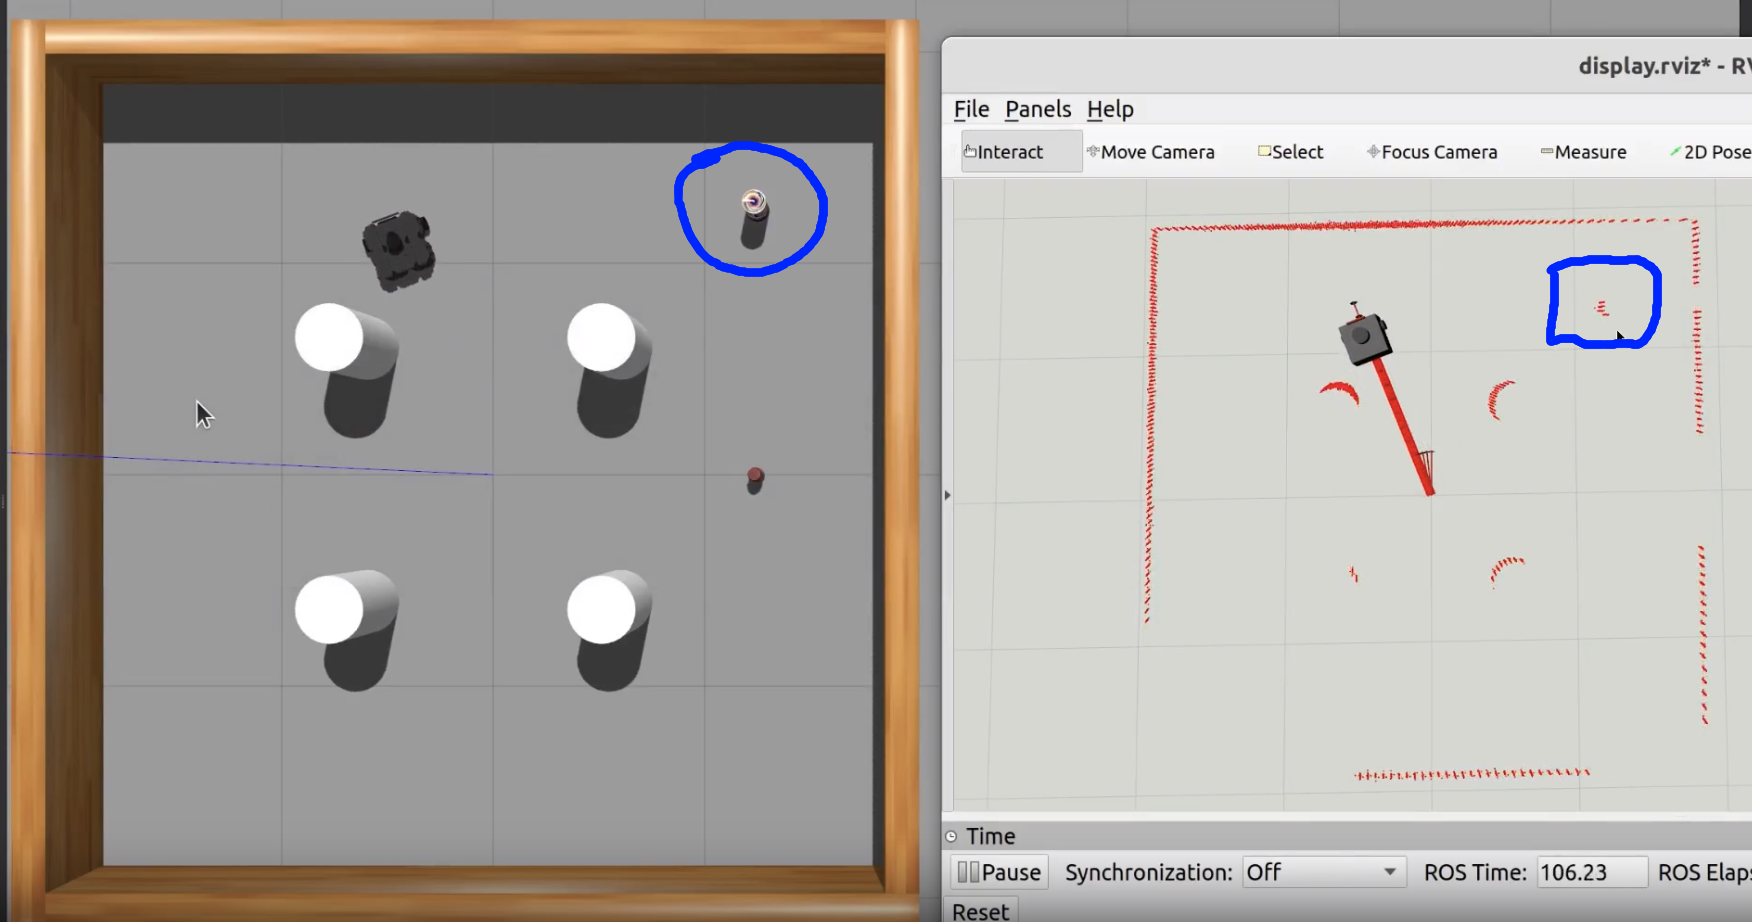 display.rviz* - RV
File Panels Help
Interact Move Camera Select Focus Camera Measure 2D Pose
Time
Pause Synchronization: Off ROS Time: 106.23 ROS Elaps
Reset